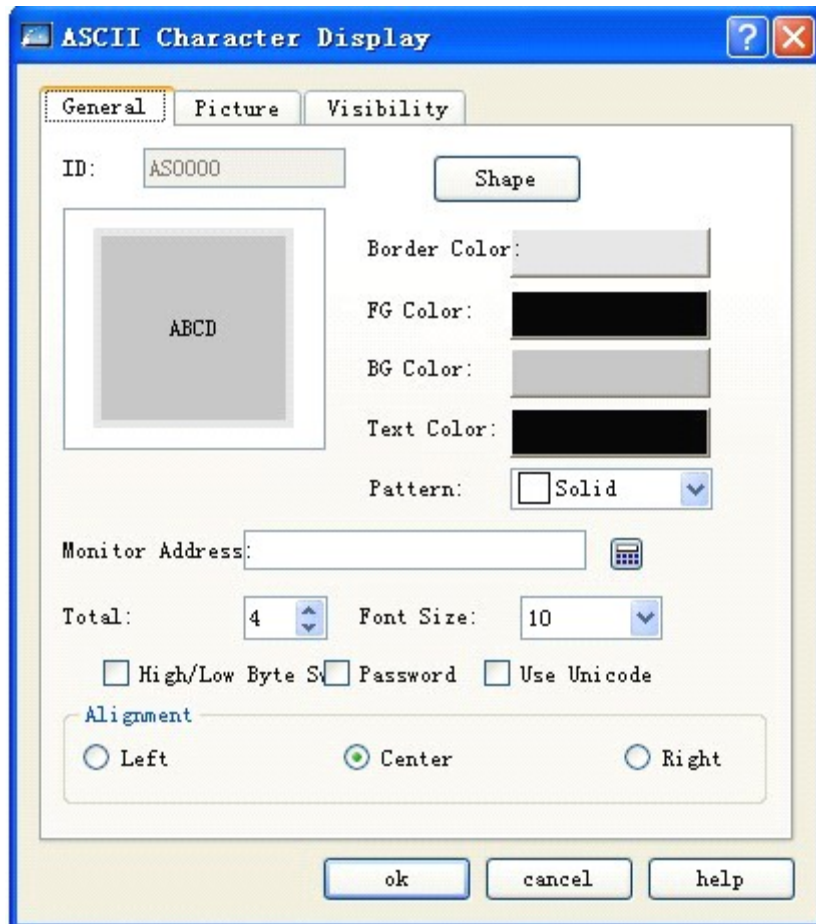 ASCII Character Display
General Picture Visibility
ID: AS0000 Shape
Border Color:
ABCD
FG Color:
BG Color:
Text Color:
Pattern: Solid
Monitor Address:
Total: 4 Font Size: 10
High/Low Byte Sw Password Use Unicode
Alignment
Left Center Right
ok cancel help